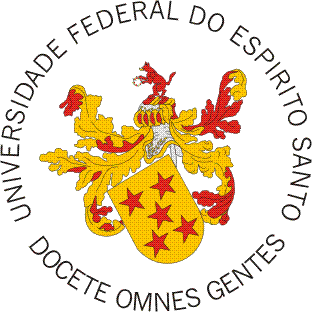 UNIVERSIDADE FEDERAL DO ESPIRITO SANTO
DOCETE OMNES GENTES